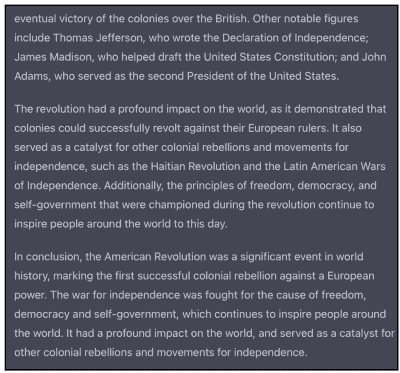 eventual victory of the colonies over the British. Other notable figures
include Thomas Jefferson, who wrote the Declaration of Independence;
James Madison, who helped draft the United States Constitution; and John
Adams, who served as the second President of the United States.
The revolution had a profound impact on the world, as it demonstrated that
colonies could successfully revolt against their European rulers. It also
served as a catalyst for other colonial rebellions and movements for
independence, such as the Haitian Revolution and the Latin American Wars
of Independence. Additionally, the principles of freedom, democracy, and
self-government that were championed during the revolution continue to
inspire people around the world to this day.
In conclusion, the American Revolution was a significant event in world
history, marking the first successful colonial rebellion against a European
power. The war for independence was fought for the cause of freedom,
democracy and self-government, which continues to inspire people around
the world. It had a profound impact on the world, and served as a catalyst for
other colonial rebellions and movements for independence.